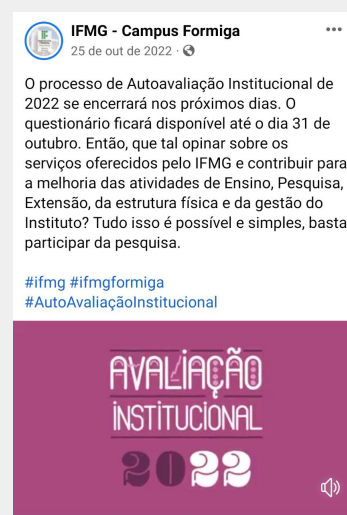 IFMG - Campus Formiga
25 de out de 2022 ·
O processo de Autoavaliação Institucional de
2022 se encerrará nos próximos dias. O
questionário ficará disponível até o dia 31 de
outubro. Então, que tal opinar sobre os
serviços oferecidos pelo IFMG e contribuir para
a melhoria das atividades de Ensino, Pesquisa,
Extensão, da estrutura física e da gestão do
Instituto? Tudo isso é possível e simples, basta
participar da pesquisa.
#ifmg #ifmgformiga
#AutoAvaliaçãoInstitucional
AVALIAÇÃO
INSTITUCIONAL
2022